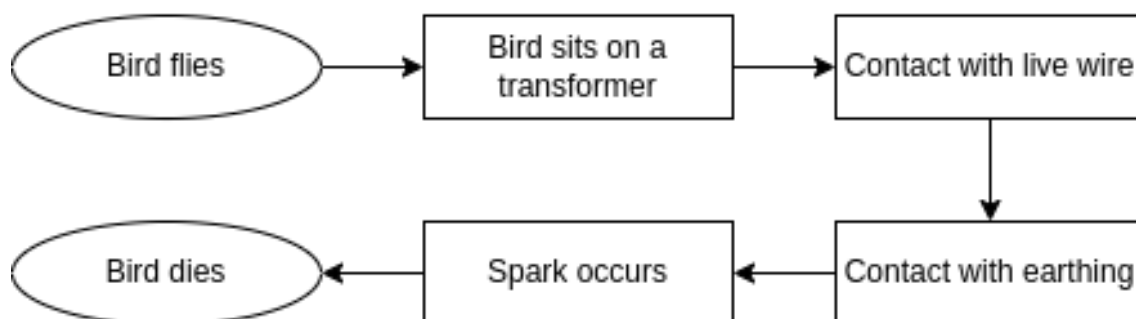 Bird flies
Bird sits on a
transformer
Contact with live wire
Contact with earthing
Spark occurs
Bird dies